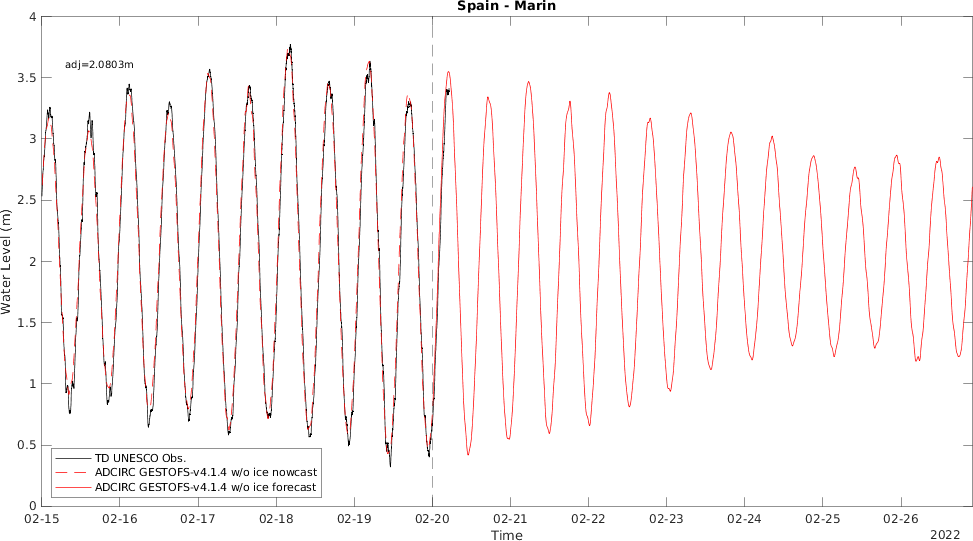 Spain - Marin
adj=2.0803m
Water Level (m)
4
3.5
3
2.5
2
1.5
1
0.5
0
TD UNESCO Obs.
ADCIRC GESTOFS-v4.1.4 w/o ice nowcast
ADCIRC GESTOFS-v4.1.4 w/o ice forecast
02-15 02-16 02-17 02-18 02-19 02-20 02-21 02-22 02-23 02-24 02-25 02-26
Time
2022